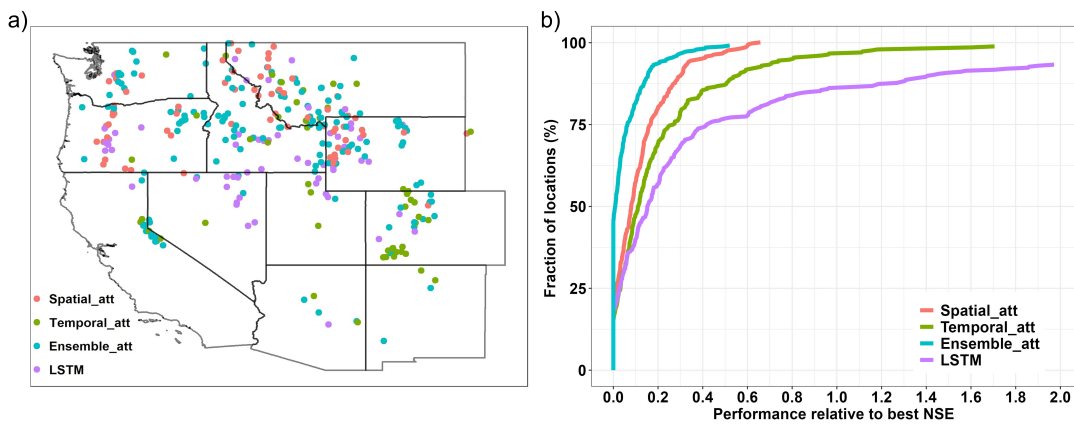 a)
Spatial_att
Temporal_att
Ensemble_att
LSTM
b)
Fraction of locations (%)
100
75
50
25
0
Spatial_att
Temporal_att
Ensemble_att
LSTM
0.0 0.2 0.4 0.6 0.8 1.0 1.2 1.4 1.6 1.8 2.0
Performance relative to best NSE